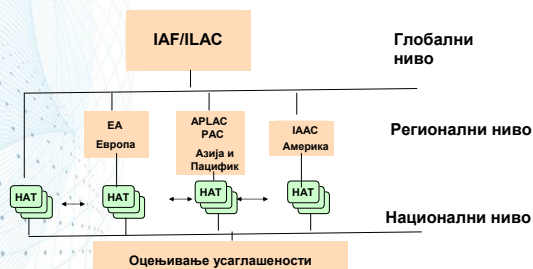 IAF/ILAC
Глобални
ниво
EA
Европа
APLAC
PAC
Азија и
Пацифик
IAAC
Америка
Регионални ниво
НАТ
НАТ
НАТ
НАТ
Национални ниво
Оцењивање усаглашености